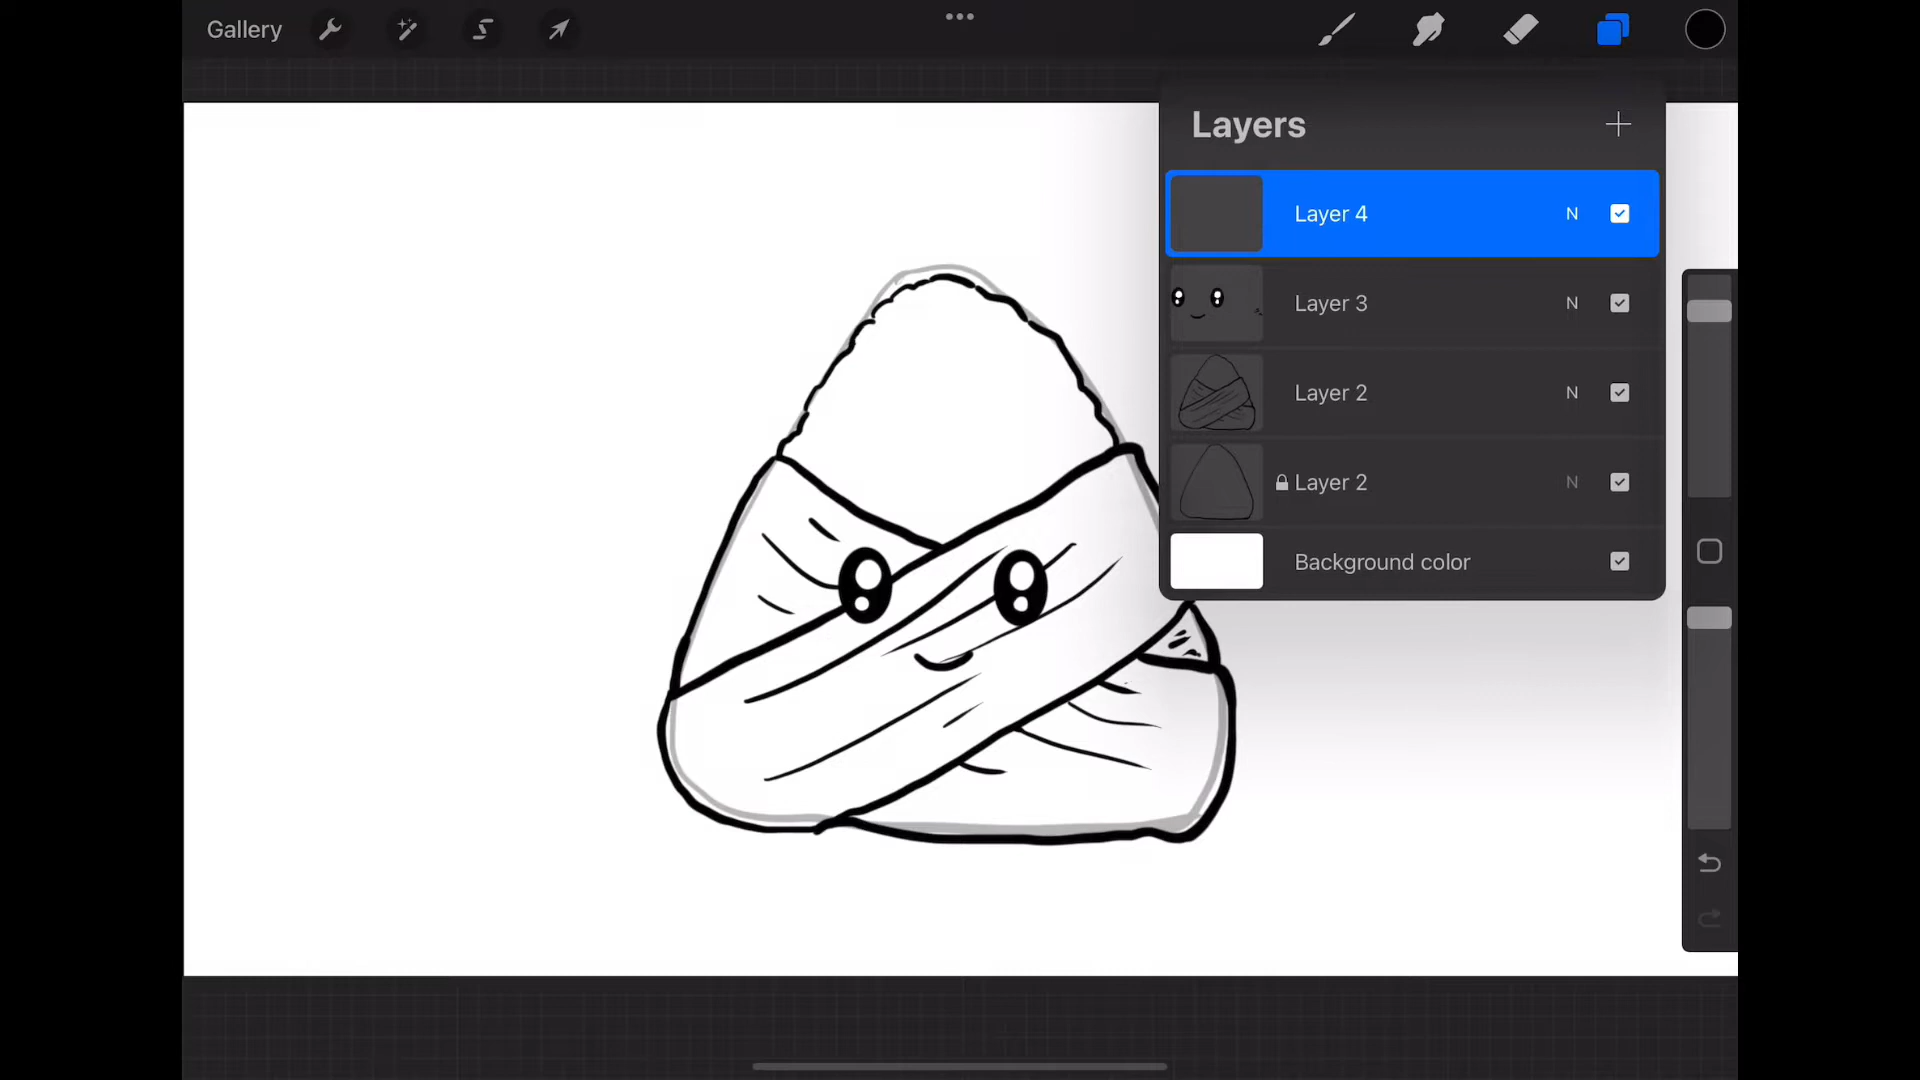 Gallery
Layers
Layer 4 N
Layer 3 N
Layer 2 N
Layer 2 N
Background color